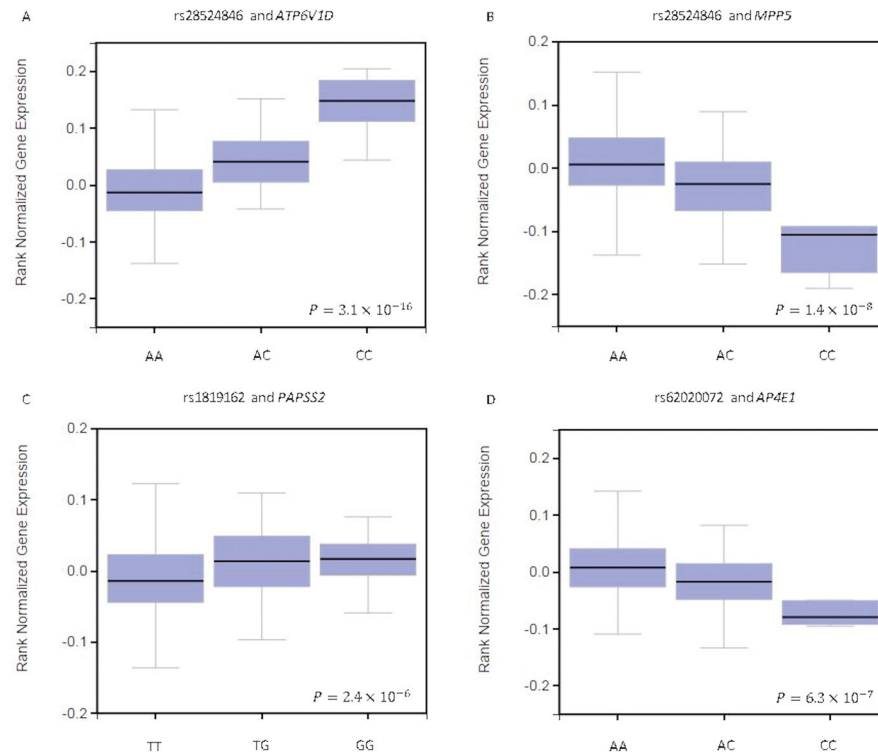 A
rs28524846 and ATP6V1D
Rank Normalized Gene Expression
0.2
0.1
0.0
-0.1
-0.2
P = 3.1 × 10⁻¹⁶
AA AC CC
B
rs28524846 and MPP5
Rank Normalized Gene Expression
0.2
0.1
0.0
-0.1
-0.2
P = 1.4 × 10⁻⁸
AA AC CC
C
rs1819162 and PAPSS2
Rank Normalized Gene Expression
0.2
0.1
0.0
-0.1
-0.2
P = 2.4 × 10⁻⁶
TT TG GG
D
rs62020072 and AP4E1
Rank Normalized Gene Expression
0.2
0.1
0.0
-0.1
-0.2
P = 6.3 × 10⁻⁷
AA AC CC